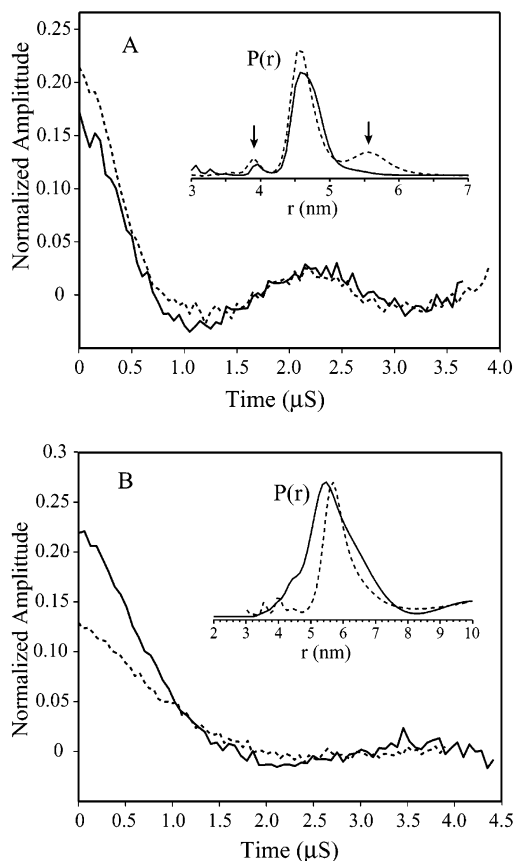 A
P(r)
0.25
0.20
0.15
0.10
0.05
0
Normalized Amplittude
3 4 5 6 7
r (nm)
0 0.5 1.0 1.5 2.0 2.5 3.0 3.5 4.0
Time (μS)
B
P(r)
0.3
0.25
0.20
0.15
0.10
0.05
0
Normalized Amplittude
2 3 4 5 6 7 8 9 10
r (nm)
0 0.5 1.0 1.5 2.0 2.5 3.0 3.5 4.0 4.5
Time (μS)